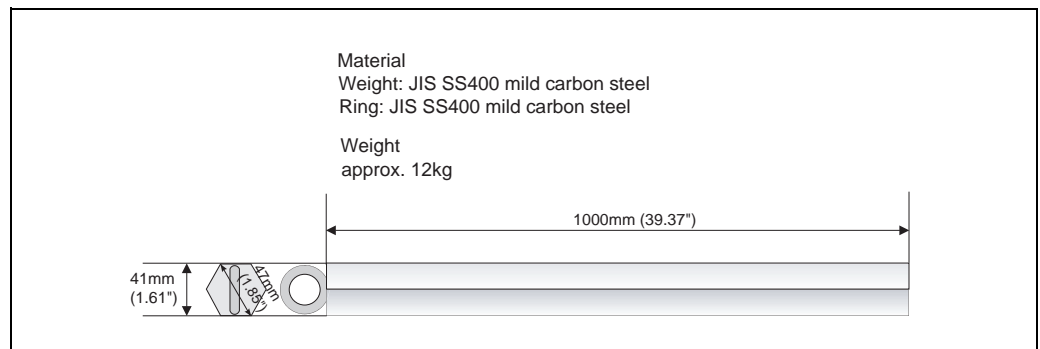 Material
Weight: JIS SS400 mild carbon steel
Ring: JIS SS400 mild carbon steel
Weight
approx. 12kg
1000mm (39.37")
41mm
(1.61")
47mm
(1.85")